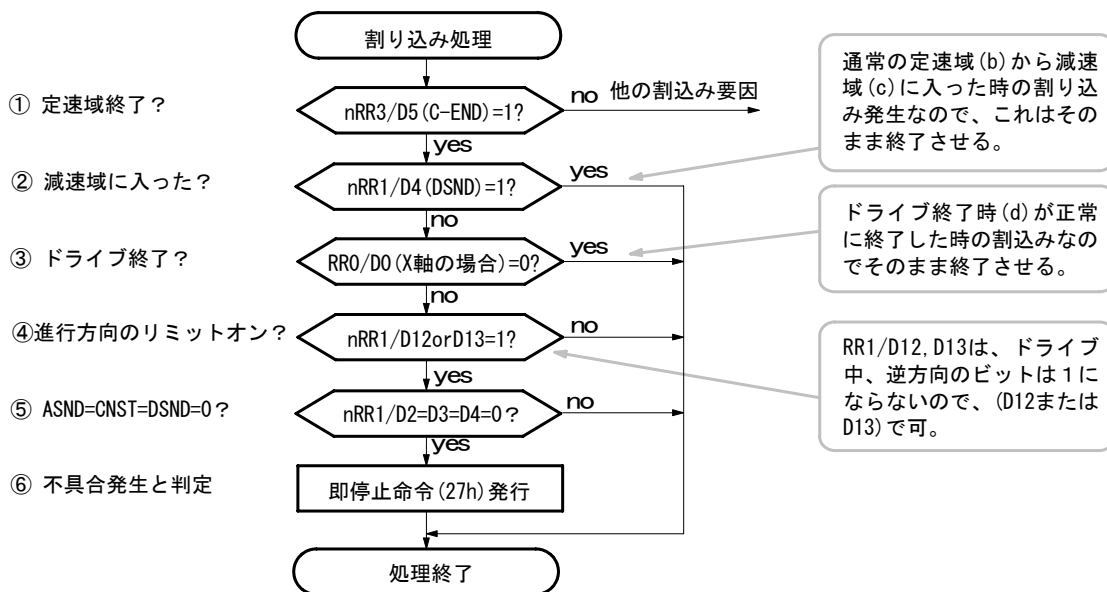 割り込み処理
① 定速域終了？
nRR3/D5(C-END)=1?
no
他の割込み要因
yes
② 減速域に入った？
nRR1/D4(DSND)=1?
yes
no
③ ドライブ終了？
RR0/D0(X軸の場合)=0?
yes
no
④進行方向のリミットオン？
nRR1/D12orD13=1?
no
yes
⑤ ASND=CNST=DSND=0？
nRR1/D2=D3=D4=0？
no
yes
⑥ 不具合発生と判定
即停止命令(27h)発行
処理終了
通常の定速域(b)から減速
域(c)に入った時の割り込
み発生なので、これはその
まま終了させる。
ドライブ終了時(d)が正常
に終了した時の割込みなの
でそのまま終了させる。
RR1/D12,D13は、ドライブ
中、逆方向のビットは１に
ならないので、(D12または
D13)で可。